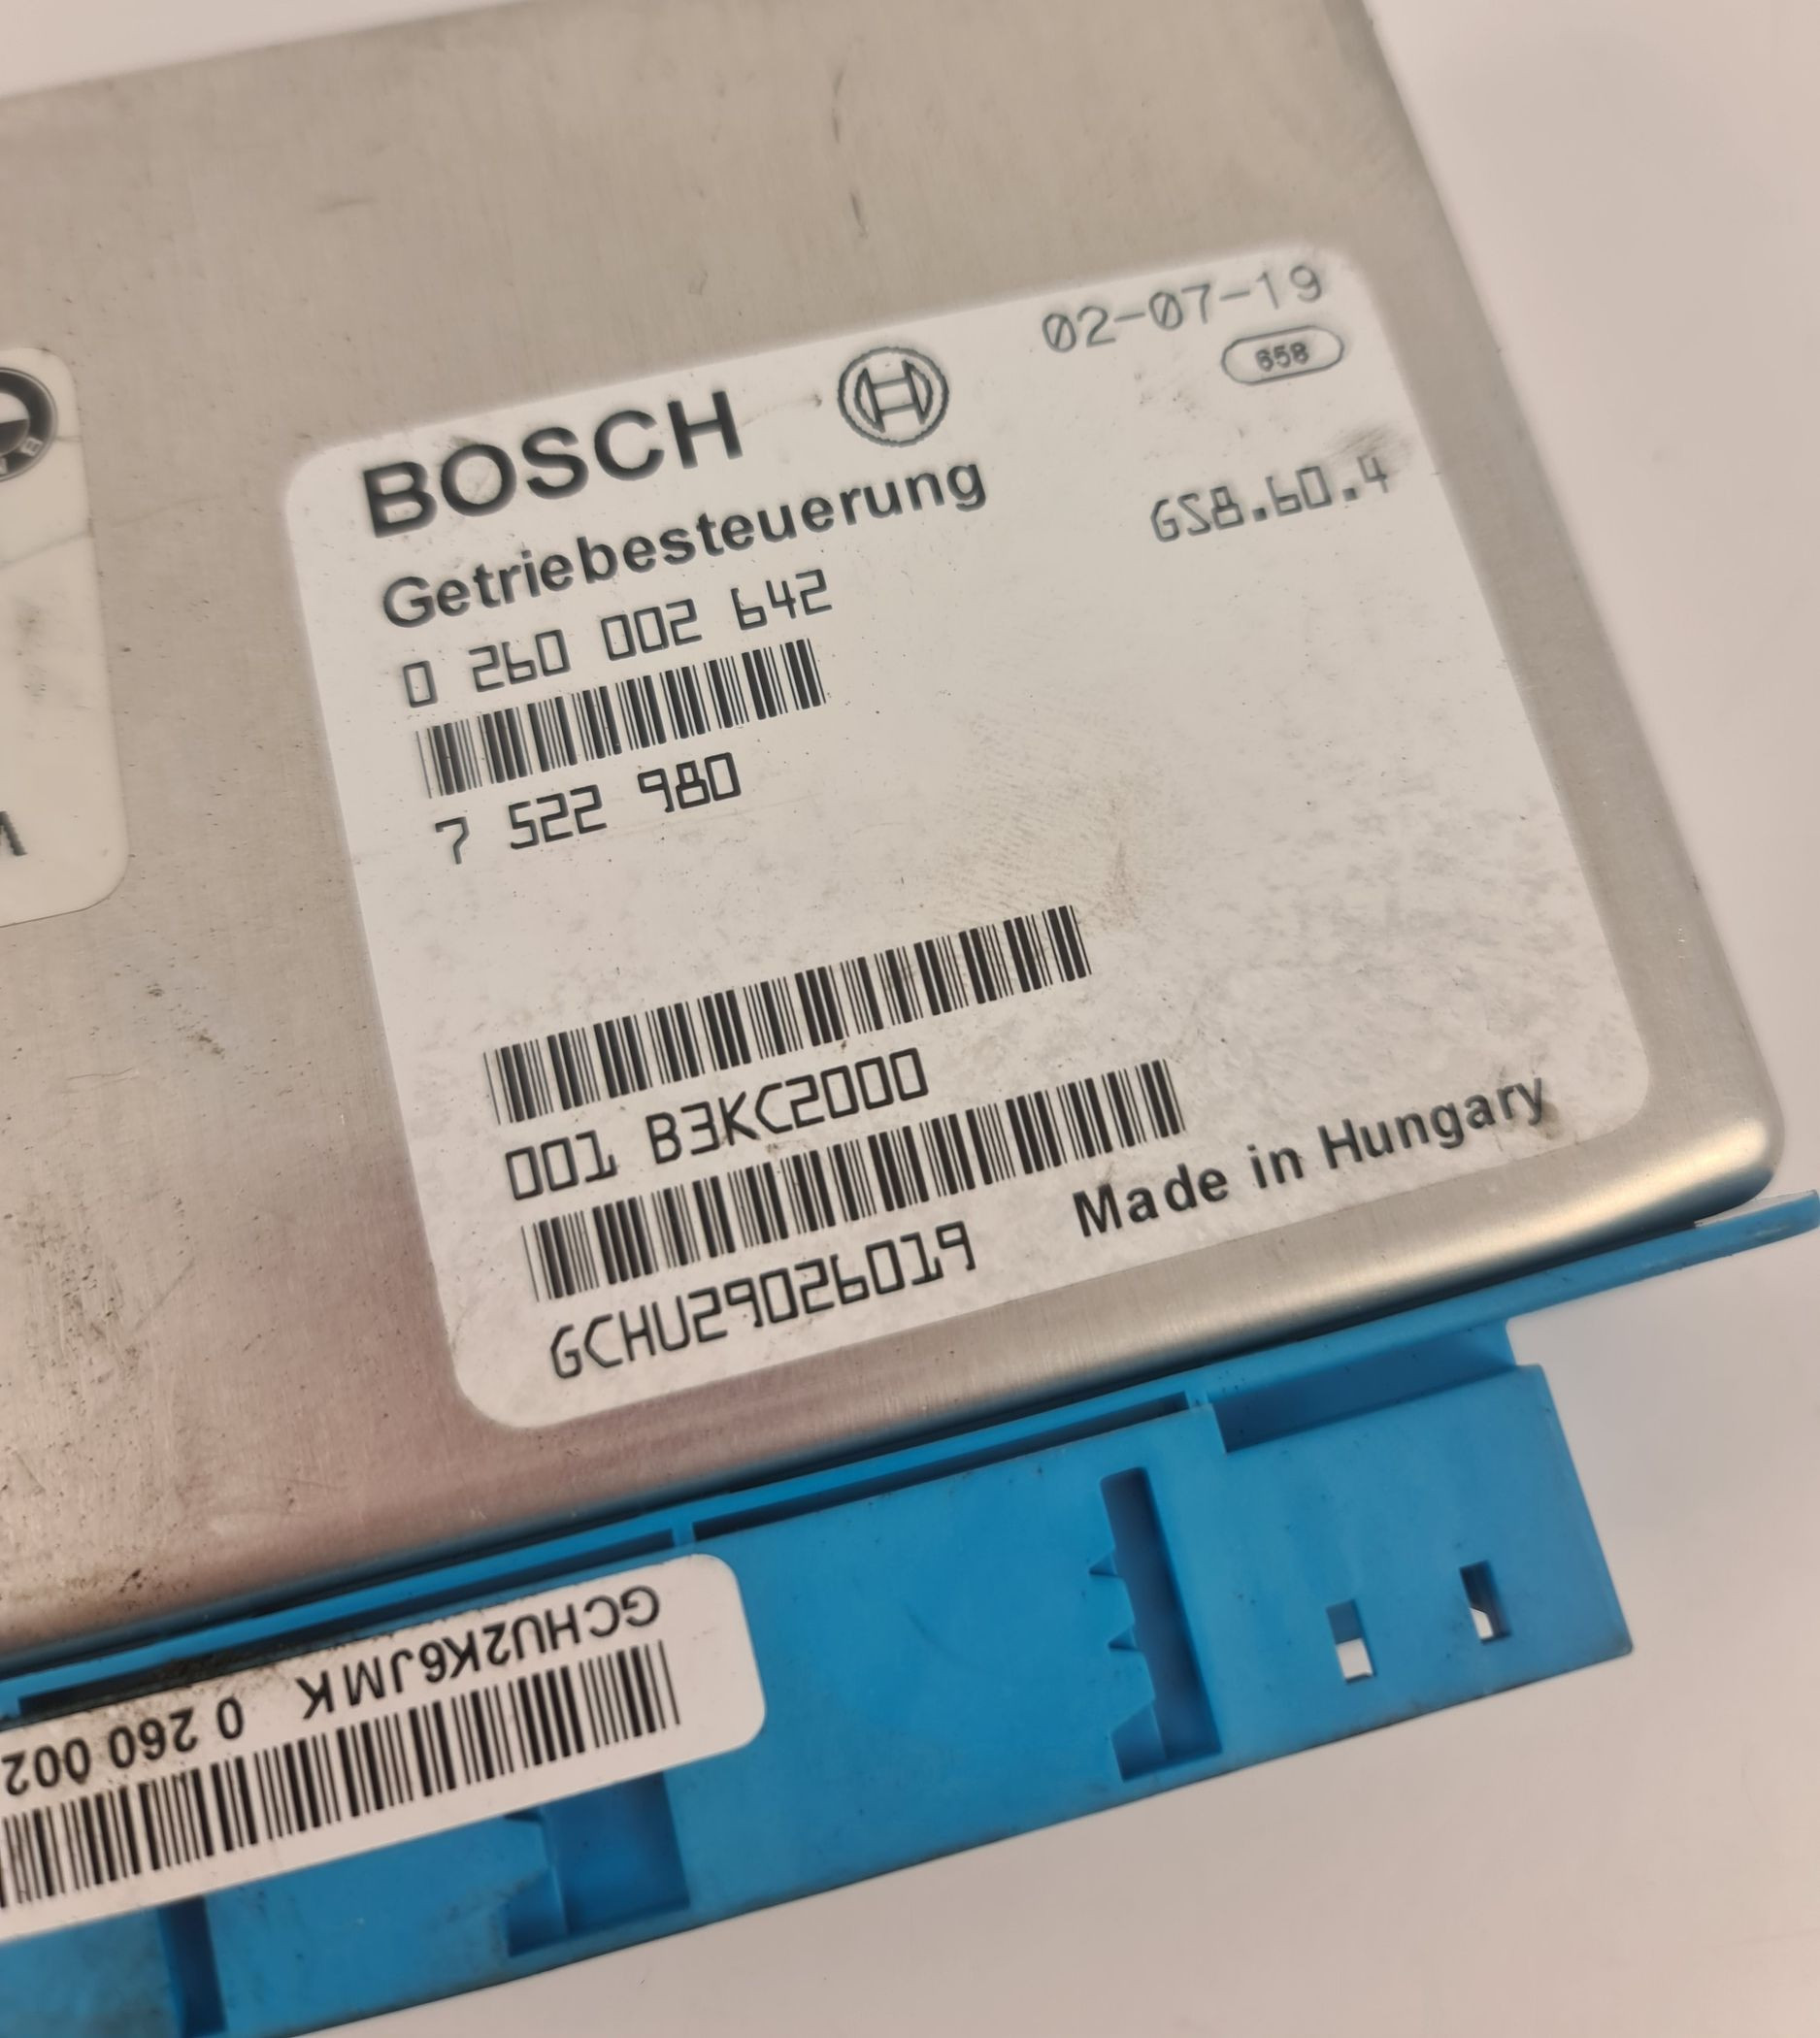 02-07-19
658
BOSCH
Getriebesteuerung
GS8.60.4
0 260 002 642
7 522 980
001 B3KC2000
GCHU29026019
Made in Hungary
GCHU2K6JMK 0 260 002